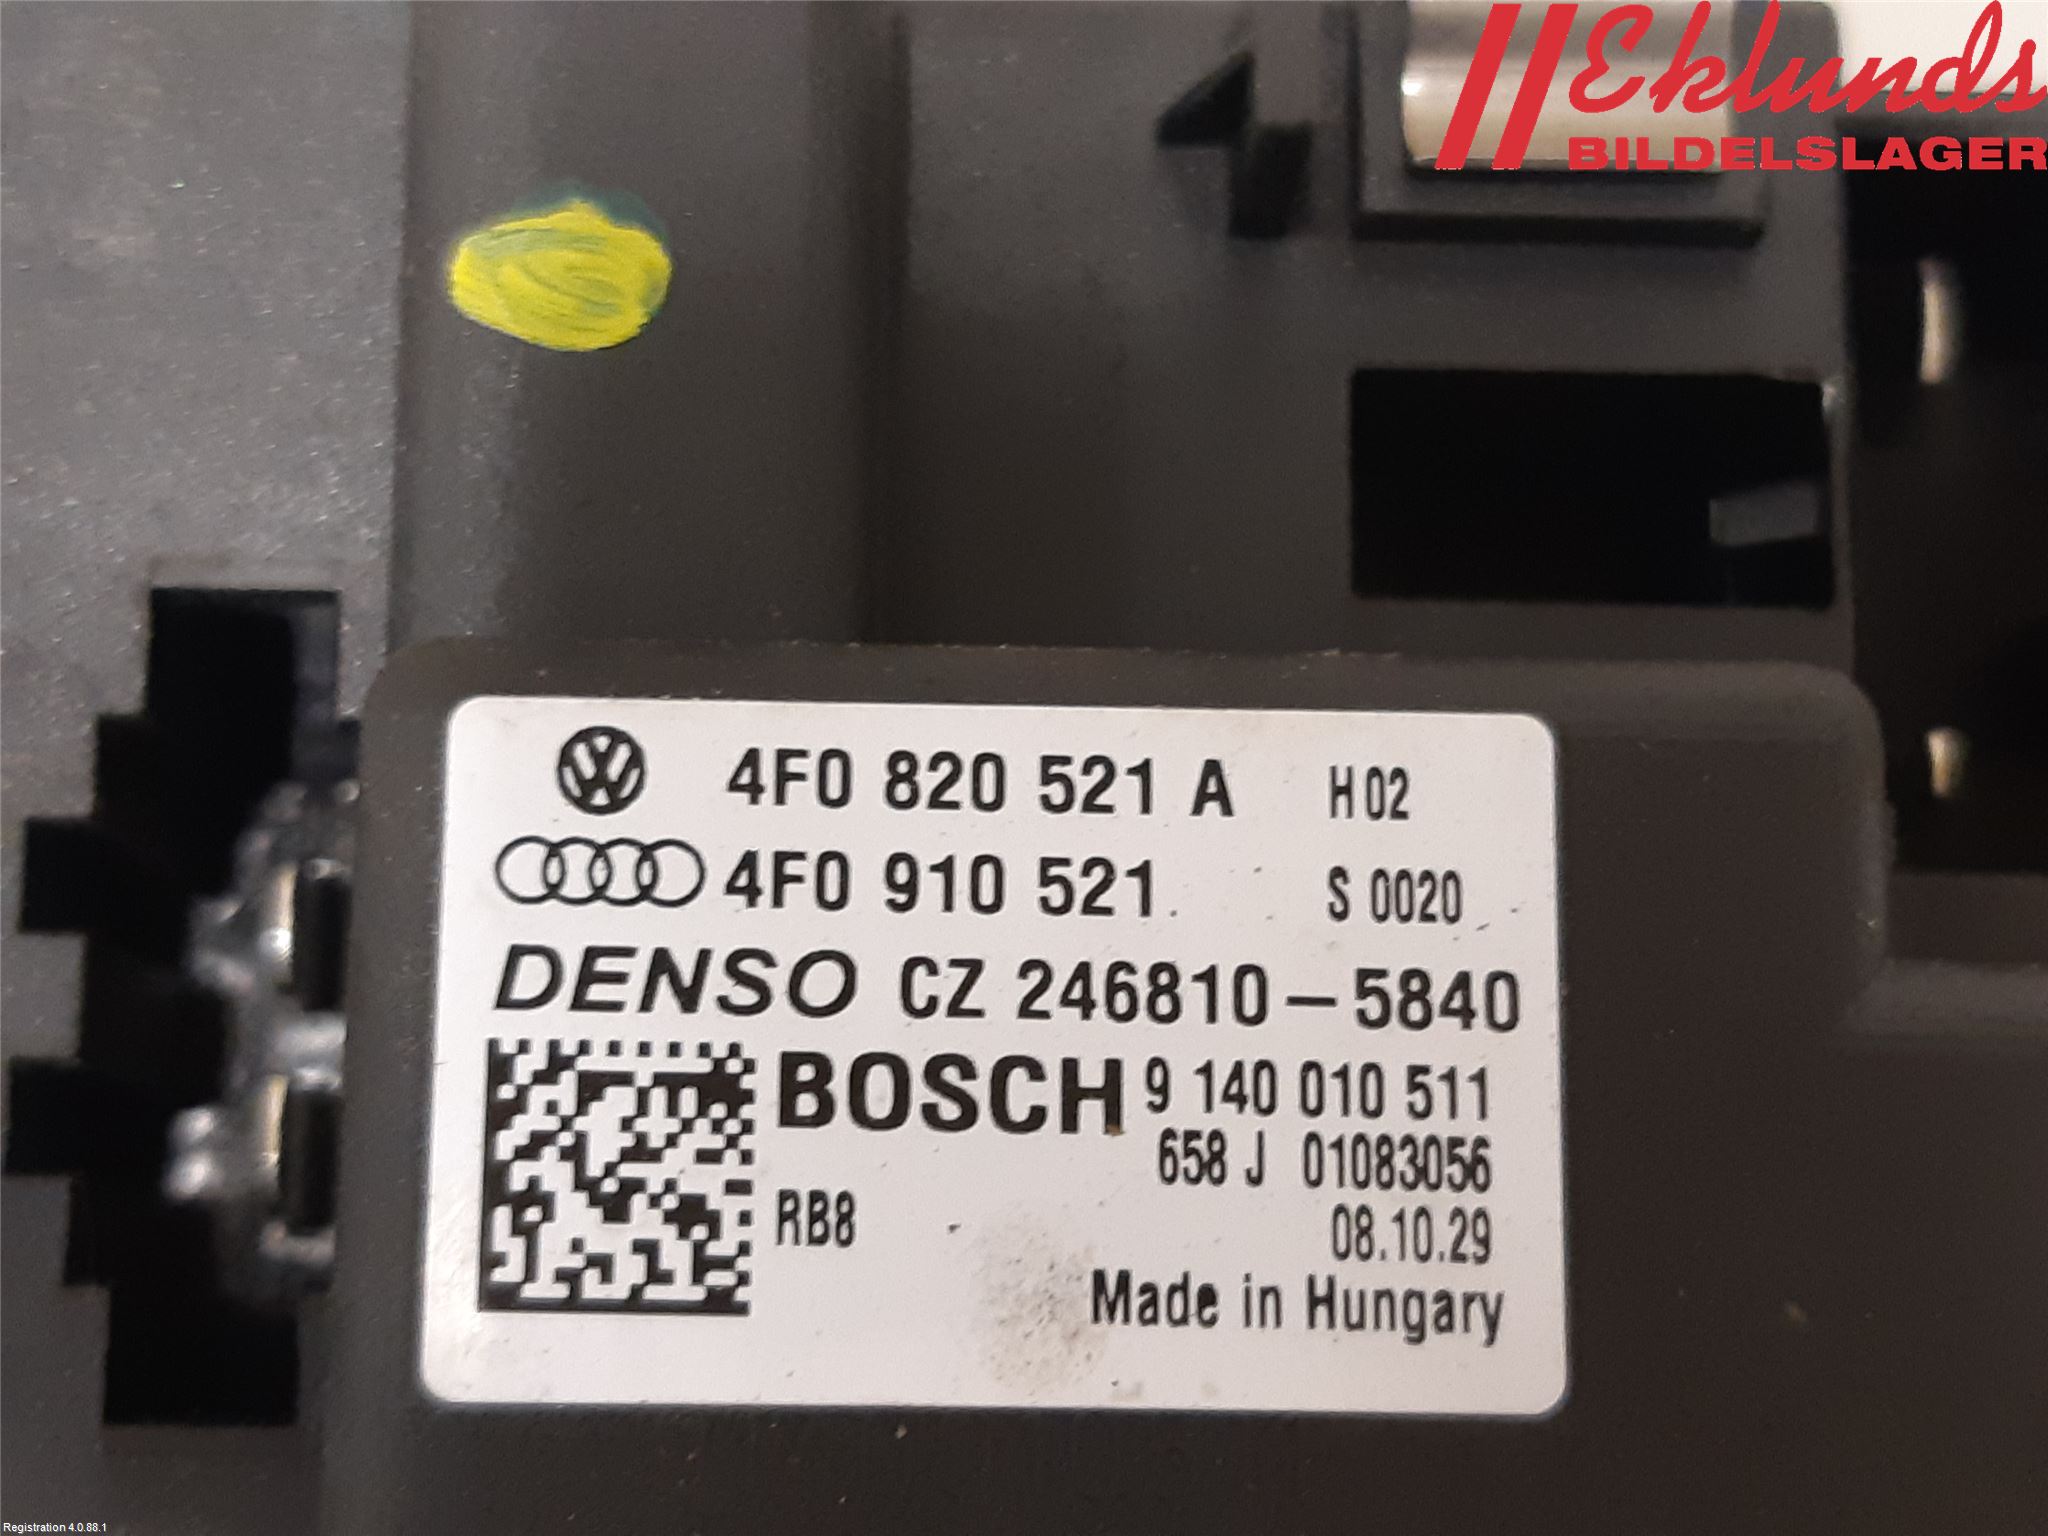 Eklunds
BILDELSLAGER
4F0 820 521 A H02
4F0 910 521 S 0020
DENSO CZ 246810-5840
BOSCH 9 140 010 511
658 J 01083056
RB8
08.10.29
Made in Hungary
Registration 4.0.88.1